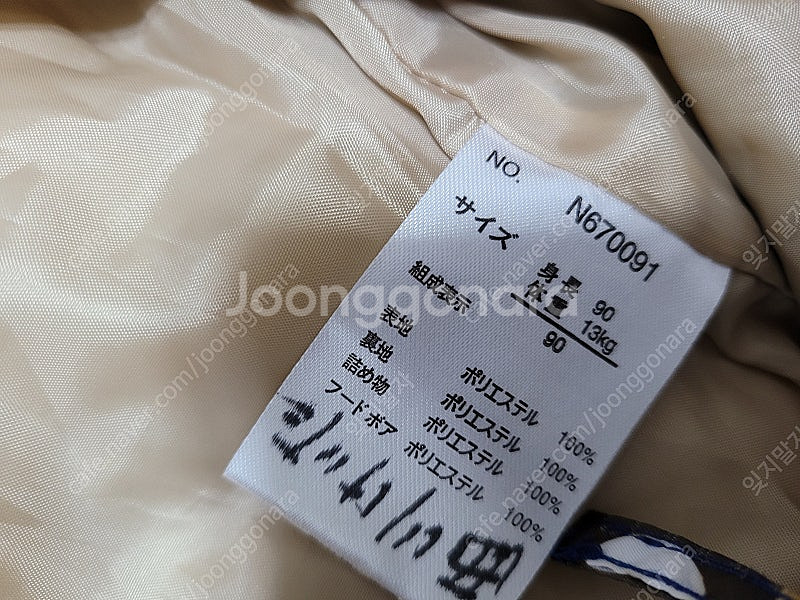 NO. N670091
サイズ 身長 90
体重 13kg
90
組成表示
表地 ポリエステル 100%
裏地 ポリエステル 100%
詰め物 ポリエステル 100%
フードボア ポリエステル 100%
Joonggonara